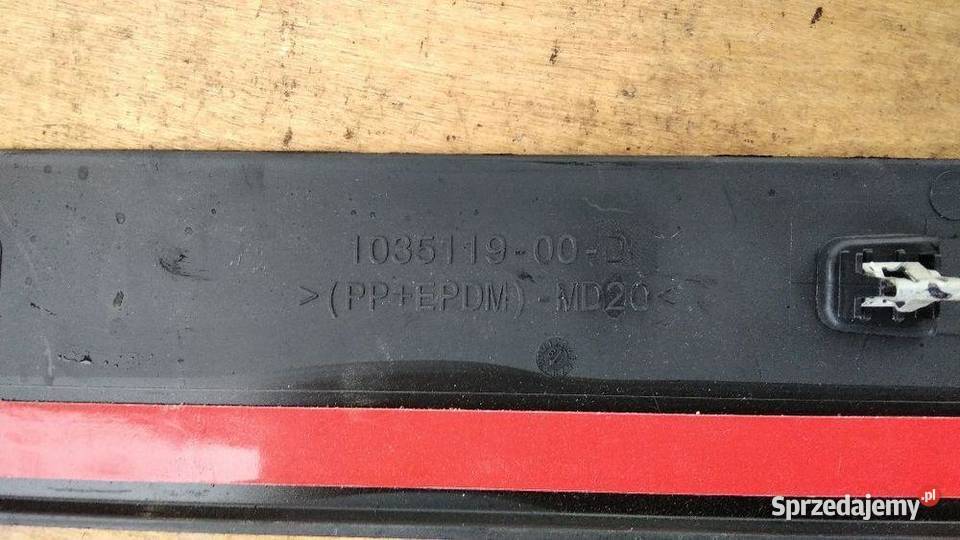 1035119-00-D
>(PP+EPDM)-MD20<
Sprzedajemy.pl